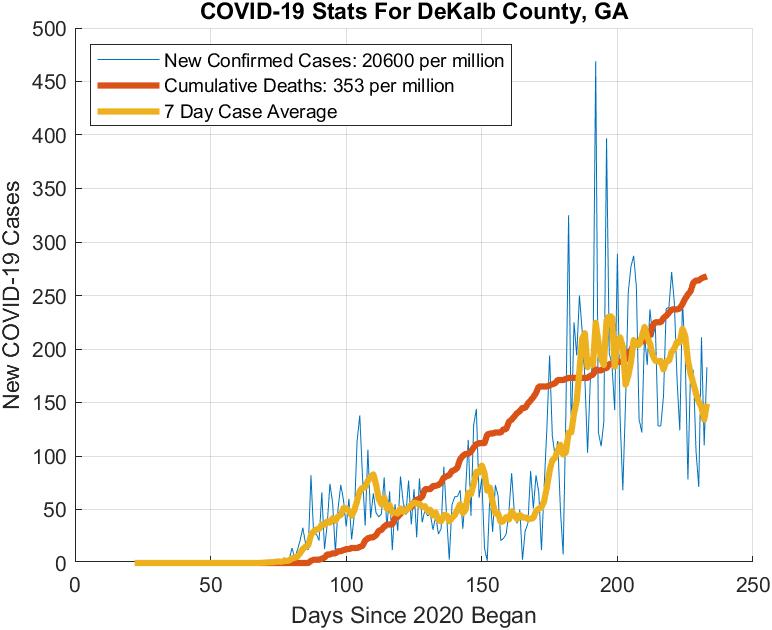 COVID-19 Stats For DeKalb County, GA
500
450
400
350
300
250
200
150
100
50
0
New COVID-19 Cases
New Confirmed Cases: 20600 per million
Cumulative Deaths: 353 per million
7 Day Case Average
0 50 100 150 200 250
Days Since 2020 Began